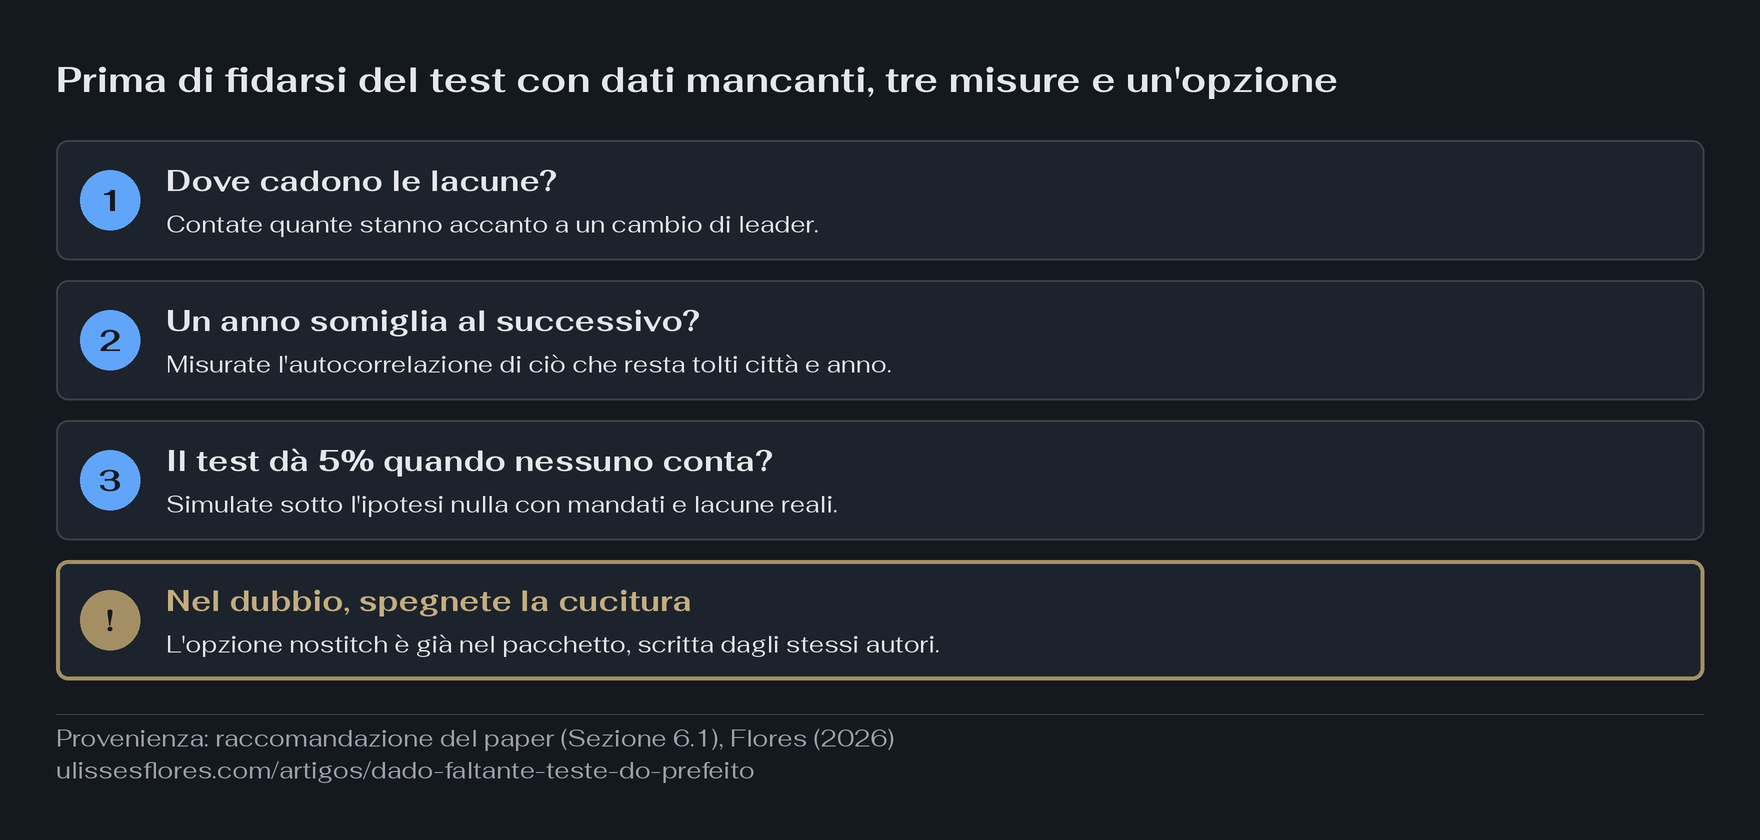 Prima di fidarsi del test con dati mancanti, tre misure e un'opzione
1
Dove cadono le lacune?
Contate quante stanno accanto a un cambio di leader.
2
Un anno somiglia al successivo?
Misurate l'autocorrelazione di ciò che resta tolti città e anno.
3
Il test dà 5% quando nessuno conta?
Simulate sotto l'ipotesi nulla con mandati e lacune reali.
!
Nel dubbio, spegnete la cucitura
L'opzione nostitch è già nel pacchetto, scritta dagli stessi autori.
Provenienza: raccomandazione del paper (Sezione 6.1), Flores (2026)
ulissesflores.com/artigos/dado-faltante-teste-do-prefeito